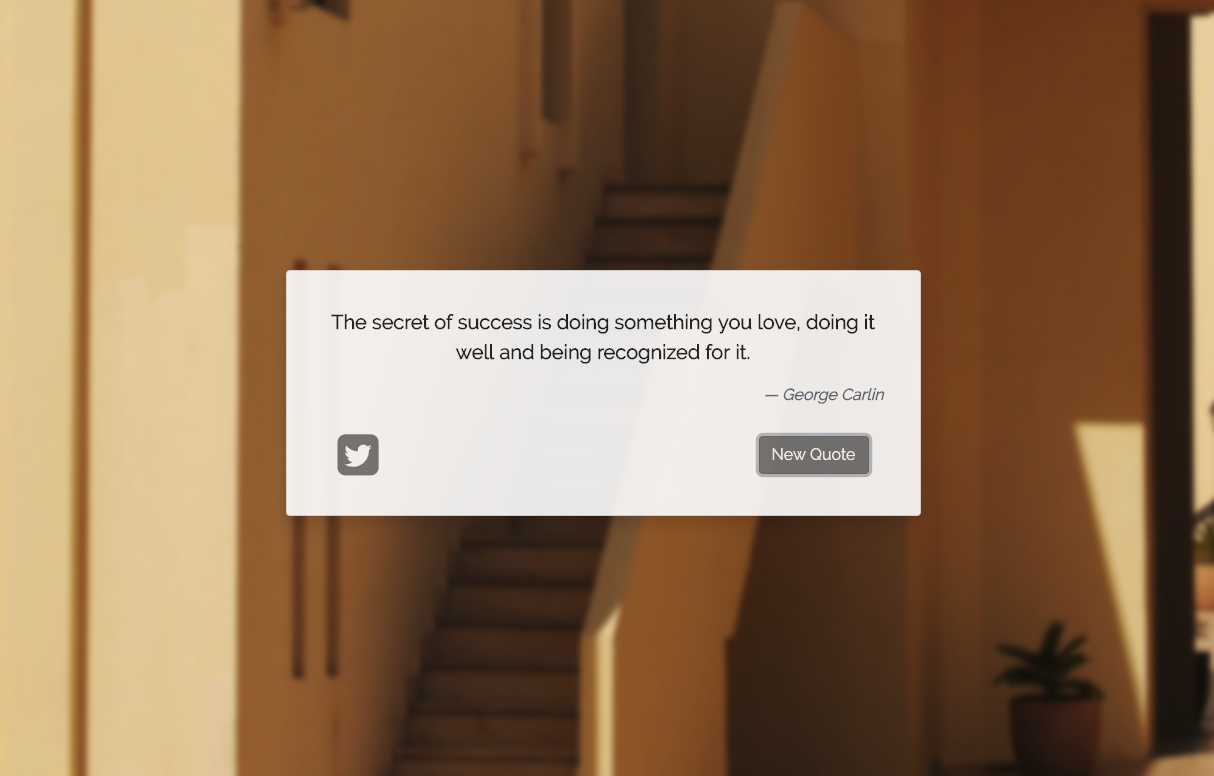 The secret of success is doing something you love, doing it
well and being recognized for it.
— George Carlin
New Quote